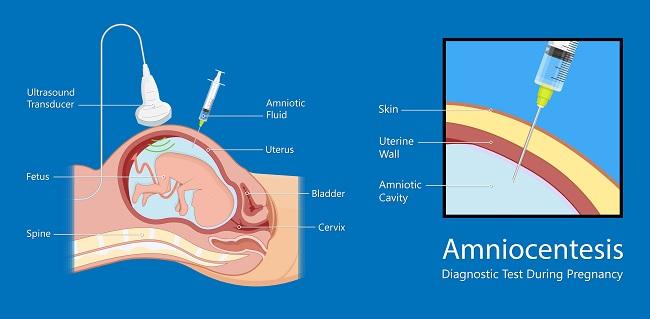 Ultrasound
Transducer
Amniotic
Fluid
Uterus
Fetus
Bladder
Spine
Cervix
Skin
Uterine
Wall
Amniotic
Cavity
Amniocentesis
Diagnostic Test During Pregnancy